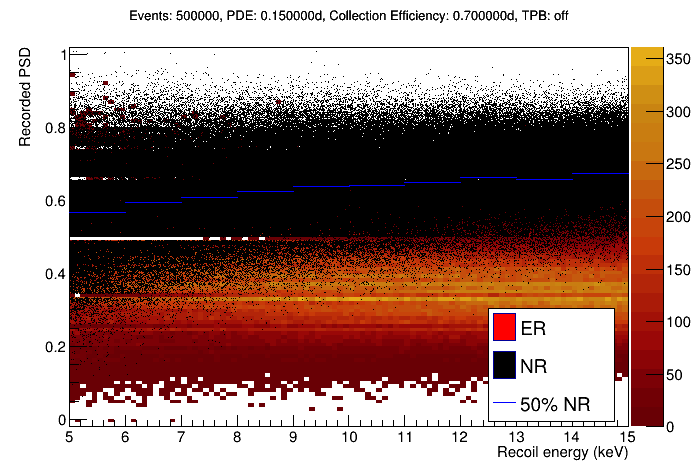 Events: 500000, PDE: 0.150000d, Collection Efficiency: 0.700000d, TPB: off
Recorded PSD
1
0.8
0.6
0.4
0.2
0
5 6 7 8 9 10 11 12 13 14 15
Recoil energy (keV)
350
300
250
200
150
100
50
0
ER
NR
50% NR